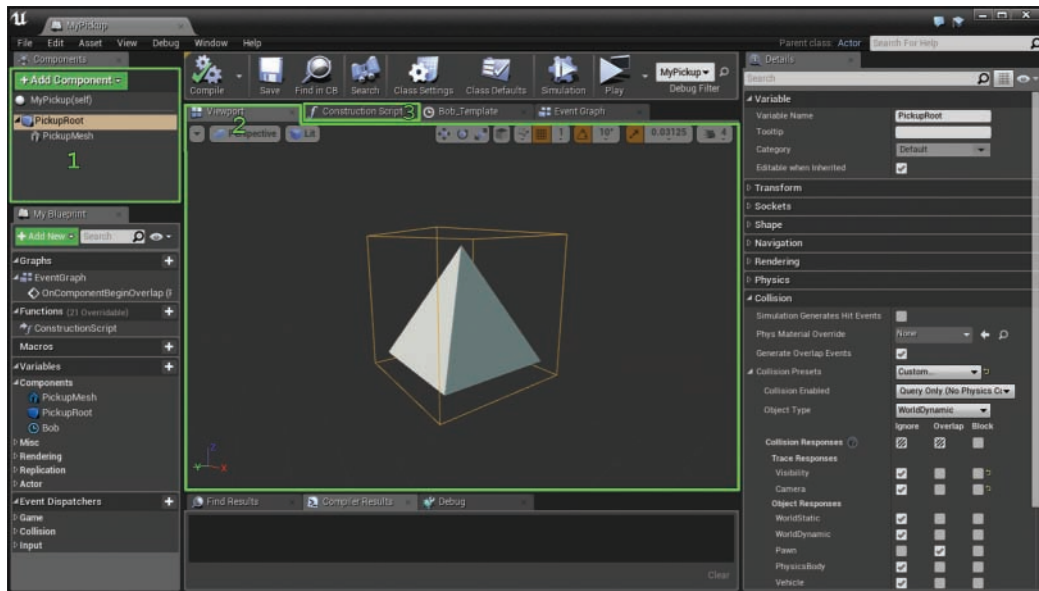 MyPickup
File Edit Asset View Debug Window Help
Parent class: Actor Search For Help
Components
+Add Component
MyPickup(self)
PickupRoot
PickupMesh
1
Compile Save Find in CB Search Class Settings Class Defaults Simulation Play
MyPickup
Debug Filter
Viewport Construction Script Bob_Template Event Graph
2
3
Perspective Lit 1 10° 0.03125 4
My Blueprint
+Add New Search
Graphs
EventGraph
OnComponentBeginOverlap (F
Functions (21 Overridable)
ConstructionScript
Macros
Variables
Components
PickupMesh
PickupRoot
Bob
Misc
Rendering
Replication
Actor
Event Dispatchers
Game
Collision
Input
Z
Y X
Find Results Compiler Results Debug
Clear
Details
Search
Variable
Variable Name PickupRoot
Tooltip
Category Default
Editable when Inherited
Transform
Sockets
Shape
Navigation
Rendering
Physics
Collision
Simulation Generates Hit Events
Phys Material Override None
Generate Overlap Events
Collision Presets Custom...
Collision Enabled Query Only (No Physics Co
Object Type WorldDynamic
Ignore Overlap Block
Collision Responses
Trace Responses
Visibility
Camera
Object Responses
WorldStatic
WorldDynamic
Pawn
PhysicsBody
Vehicle